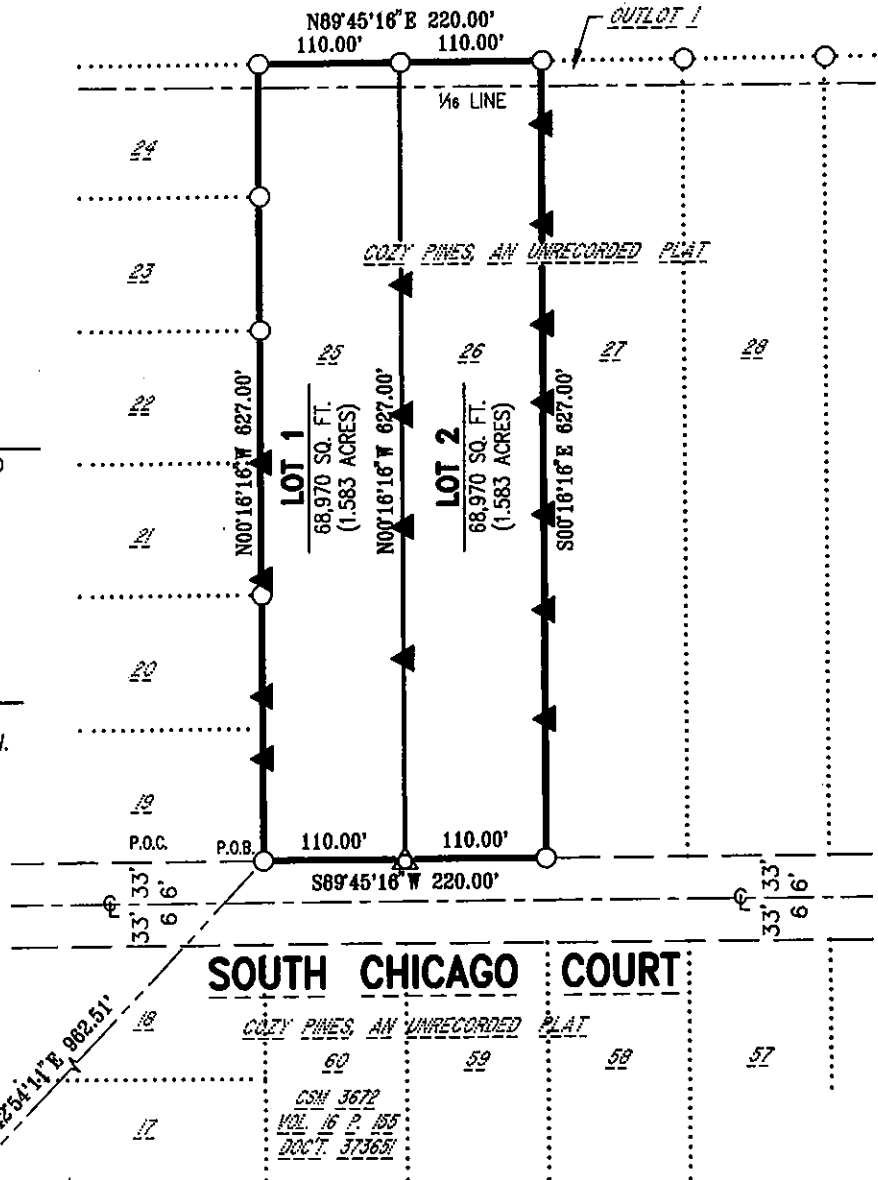 N89°45'16"E 220.00'
OUTLOT 1
110.00' 110.00'
1/16 LINE
24
COZY PINES, AN UNRECORDED PLAT
23
25 26 27 28
22
N00°16'16"W 627.00'
LOT 1
68,970 SQ. FT.
(1.583 ACRES)
N00°16'16"W 627.00'
LOT 2
68,970 SQ. FT.
(1.583 ACRES)
S00°16'16"E 627.00'
21
20
19
P.O.C. P.O.B.
110.00' 110.00'
S89°45'16"W 220.00'
33' 33'
6' 6'
33' 33'
6 6'
SOUTH CHICAGO COURT
18
COZY PINES, AN UNRECORDED PLAT
60 59 58 57
2°54'14"E 962.51'
CSM 3672
VOL. 16 P. 155
DOC'T. 373651
17